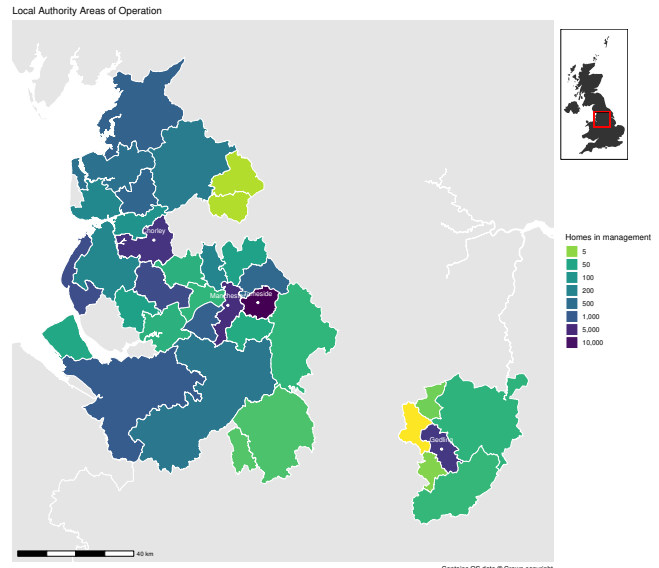 Local Authority Areas of Operation
Chorley
Manchester
Tameside
Gedling
Homes in management
5
50
100
200
500
1,000
5,000
10,000
40 km
Contains OS data © Crown copyright